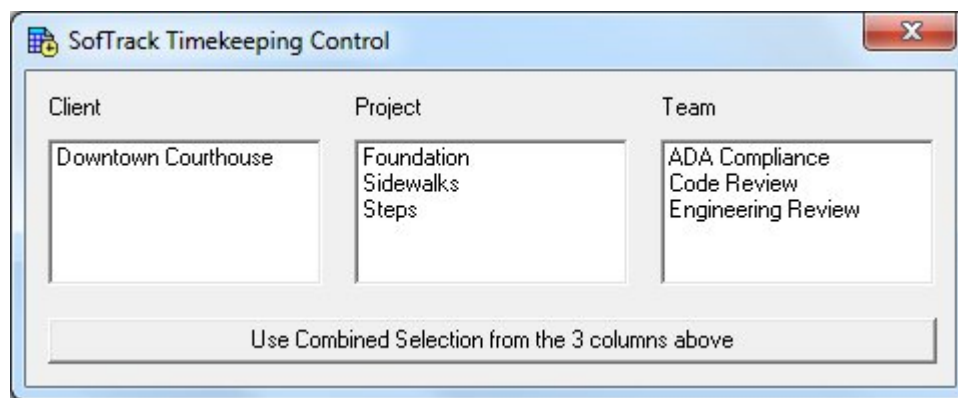 SofTrack Timekeeping Control
Client
Project
Team
Downtown Courthouse
Foundation
Sidewalks
Steps
ADA Compliance
Code Review
Engineering Review
Use Combined Selection from the 3 columns above